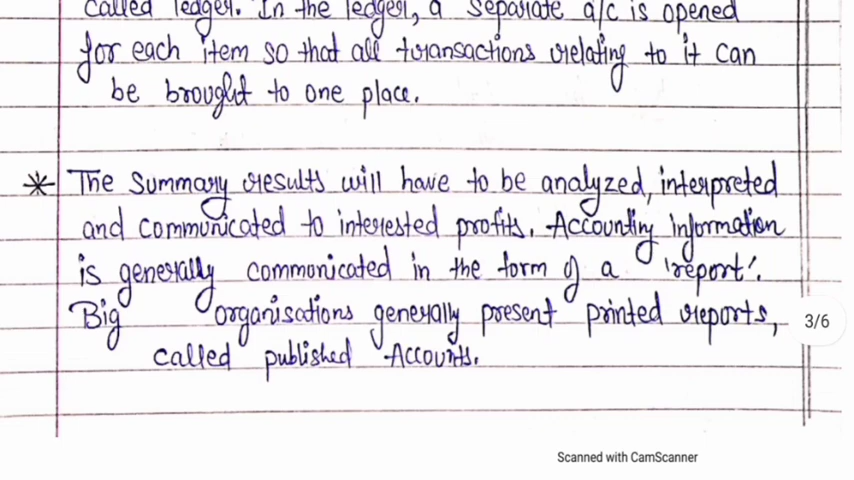 called ledger. In the ledger, a separate a/c is opened
for each item so that all transactions relating to it can
be brought to one place.
* The Summary results will have to be analyzed, interpreted
and communicated to interested profits. Accounting Information
is generally communicated in the form of a 'report'.
Big organisations generally present printed reports,
called published Accounts.
3/6
Scanned with CamScanner